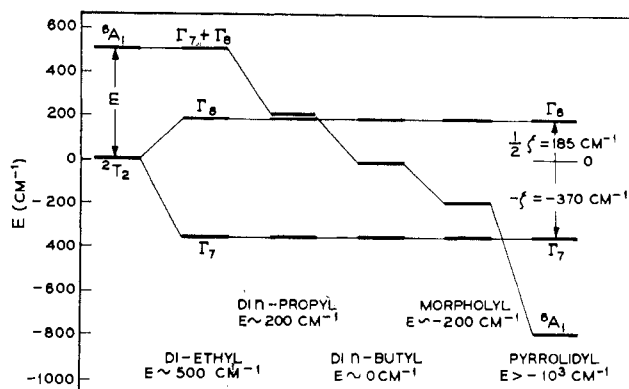 600
400
200
0
-200
-400
-600
-800
-1000
E (CM⁻¹)
⁶A₁
Γ₇ + Γ₈
E
²T₂
Γ₈
Γ₇
Γ₈
½ ζ = 185 CM⁻¹
0
-ζ = -370 CM⁻¹
Γ₇
⁶A₁
DI n-PROPYL
E ~ 200 CM⁻¹
MORPHOLYL
E ~ -200 CM⁻¹
DI-ETHYL
E ~ 500 CM⁻¹
DI n-BUTYL
E ~ 0 CM⁻¹
PYRROLIDYL
E > -10³ CM⁻¹